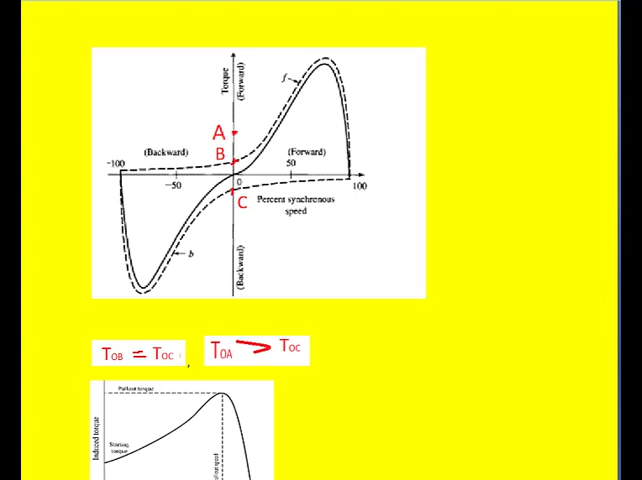 Torque
(Forward)
f
A
(Backward)
B
(Forward)
-100
-50
0
50
100
C
Percent synchronous
speed
b
(Backward)
TOB = TOC , TOA > TOC
Pullout torque
Induced torque
Starting
torque